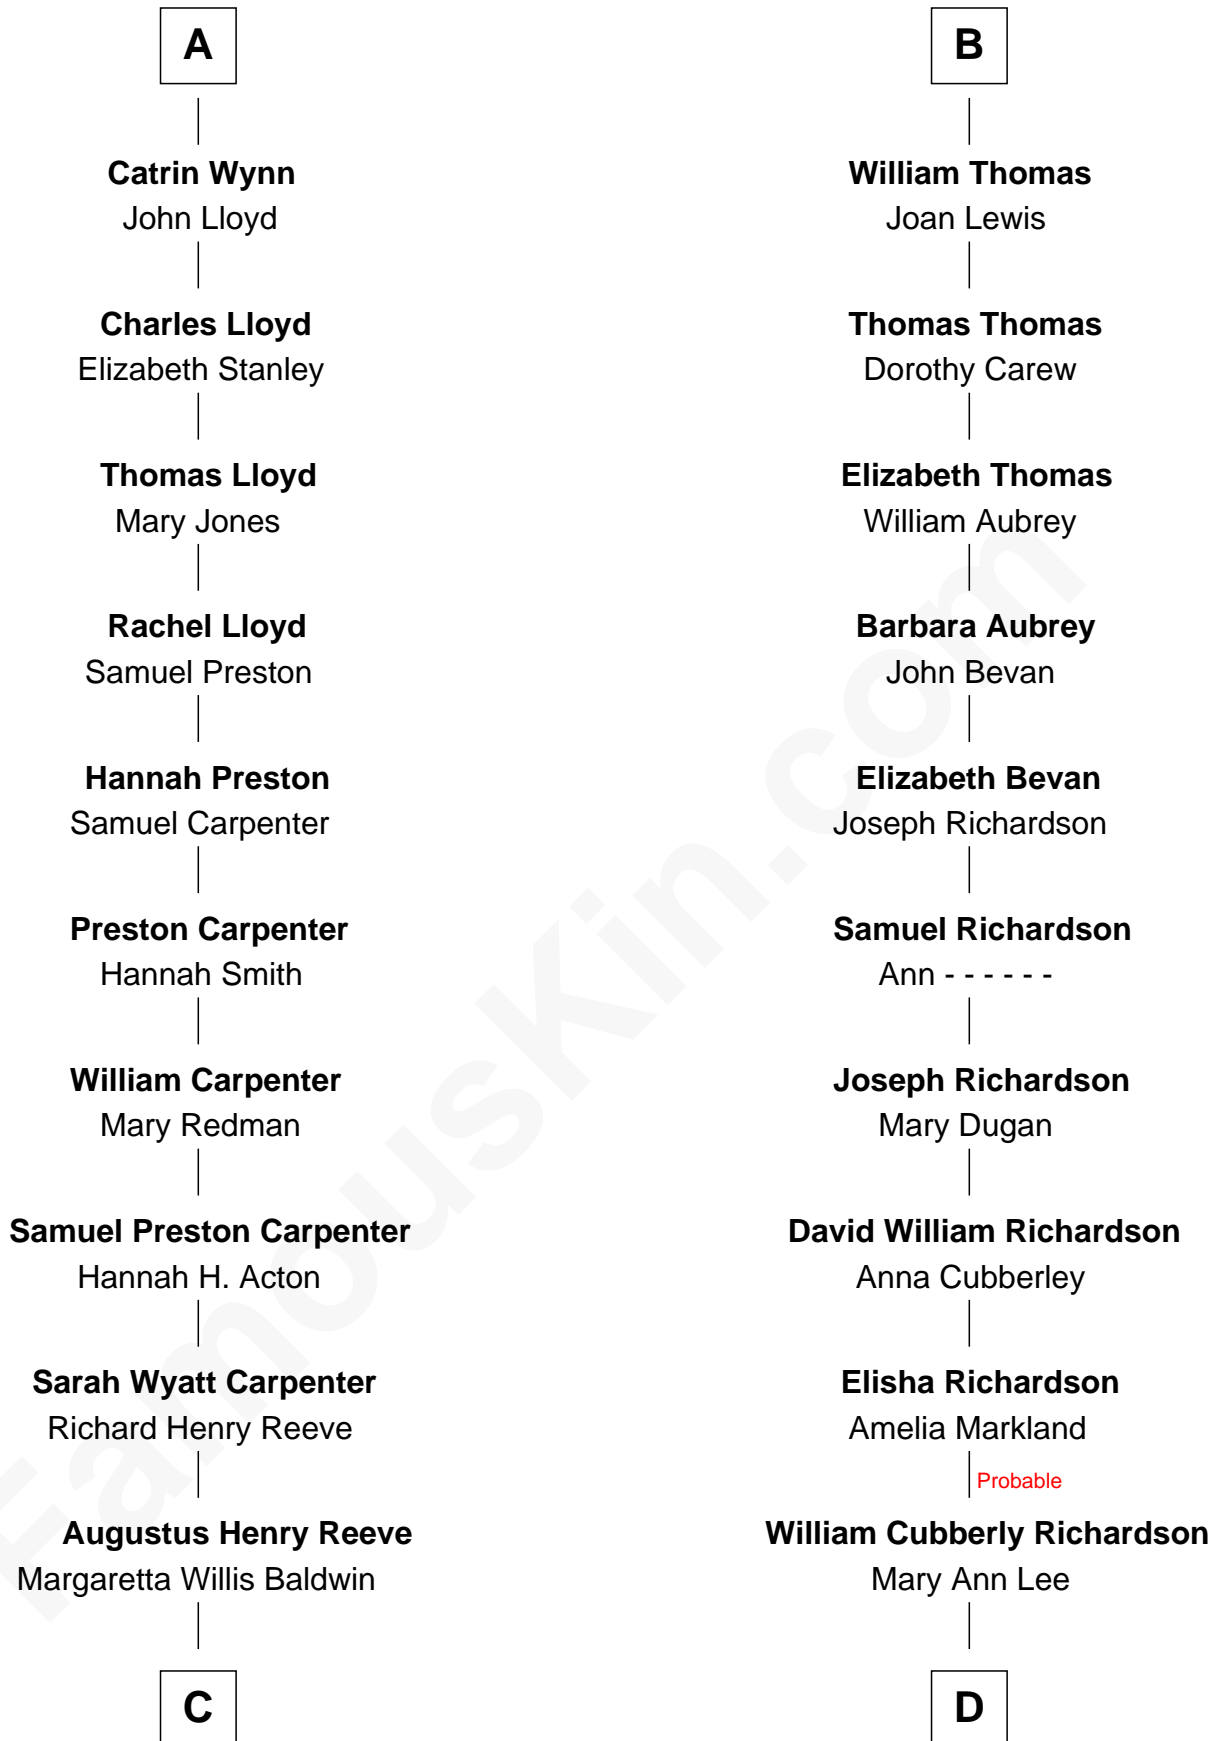 A
Catrin Wynn
John Lloyd
Charles Lloyd
Elizabeth Stanley
Thomas Lloyd
Mary Jones
Rachel Lloyd
Samuel Preston
Hannah Preston
Samuel Carpenter
Preston Carpenter
Hannah Smith
William Carpenter
Mary Redman
Samuel Preston Carpenter
Hannah H. Acton
Sarah Wyatt Carpenter
Richard Henry Reeve
Augustus Henry Reeve
Margaretta Willis Baldwin
C
B
William Thomas
Joan Lewis
Thomas Thomas
Dorothy Carew
Elizabeth Thomas
William Aubrey
Barbara Aubrey
John Bevan
Elizabeth Bevan
Joseph Richardson
Samuel Richardson
Ann - - - - - -
Joseph Richardson
Mary Dugan
David William Richardson
Anna Cubberley
Elisha Richardson
Amelia Markland
Probable
William Cubberly Richardson
Mary Ann Lee
D
FamousKin.com